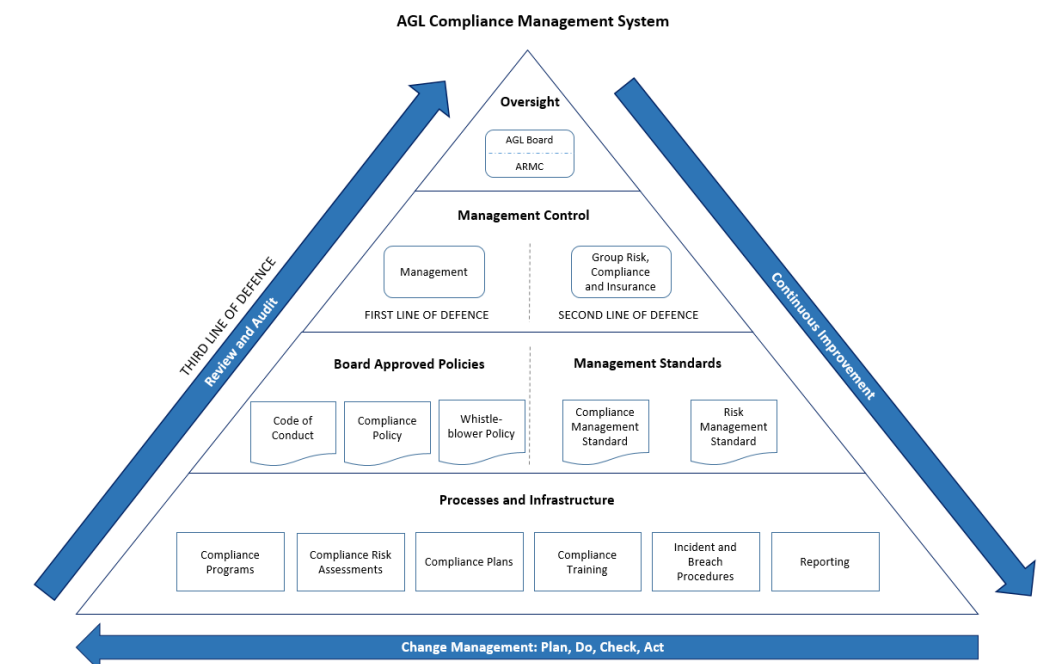 AGL Compliance Management System
Oversight
AGL Board
ARMC
Management Control
Management
Group Risk,
Compliance
and Insurance
FIRST LINE OF DEFENCE
SECOND LINE OF DEFENCE
THIRD LINE OF DEFENCE
Review and Audit
Continuous Improvement
Board Approved Policies
Management Standards
Code of
Conduct
Compliance
Policy
Whistle-
blower Policy
Compliance
Management
Standard
Risk
Management
Standard
Processes and Infrastructure
Compliance
Programs
Compliance Risk
Assessments
Compliance Plans
Compliance
Training
Incident and
Breach
Procedures
Reporting
Change Management: Plan, Do, Check, Act